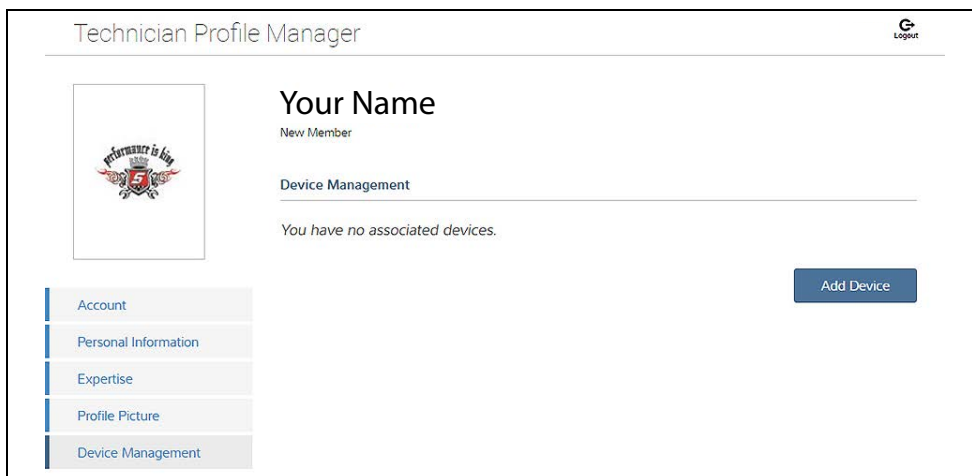 Technician Profile Manager
Logout
performance is king
5
Your Name
New Member
Device Management
You have no associated devices.
Add Device
Account
Personal Information
Expertise
Profile Picture
Device Management